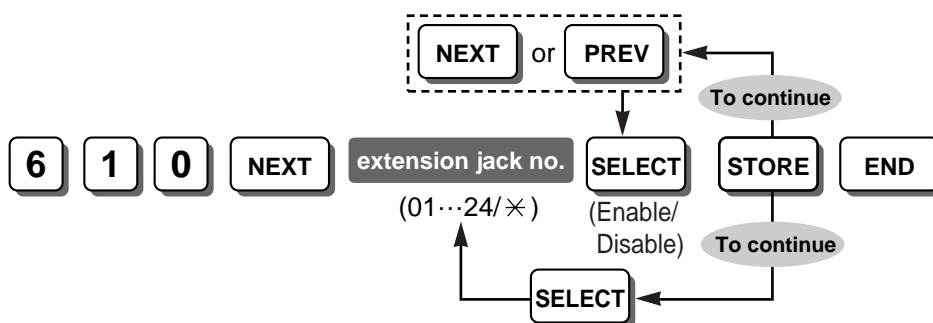 NEXT or PREV
To continue
6 1 0 NEXT extension jack no. SELECT STORE END
(01···24/✳)
(Enable/
Disable)
To continue
SELECT